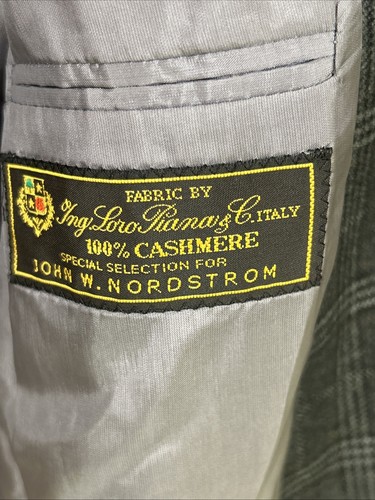 FABRIC BY
Ing. Loro Piana & C. ITALY
100% CASHMERE
SPECIAL SELECTION FOR
JOHN W. NORDSTROM